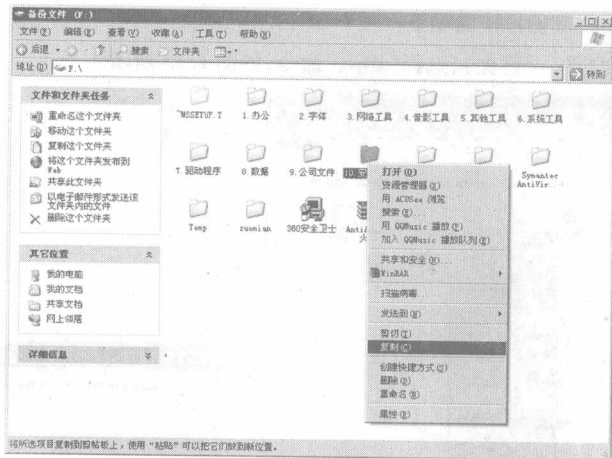 备份文件 (F:)
文件(F) 编辑(E) 查看(V) 收藏(A) 工具(T) 帮助(H)
后退 搜索 文件夹
地址(D) F:\ 转到
文件和文件夹任务
重命名这个文件夹
移动这个文件夹
复制这个文件夹
将这个文件夹发布到
Web
共享此文件夹
以电子邮件形式发送该
文件夹内的文件
删除这个文件夹
其它位置
我的电脑
我的文档
共享文档
网上邻居
详细信息
~MSSETUP.T 1.办公 2.字体 3.网络工具 4.音影工具 5.其他工具 6.系统工具
7.驱动程序 8.数据 9.公司文件 Symantec
AntiVir...
Temp ruomian 360安全卫士
打开(O)
资源管理器(X)
用 ACDSee 浏览
搜索(E)...
用 QQMusic 播放(P)
加入 QQMusic 播放队列(Q)
共享和安全(H)...
WinRAR
扫描病毒...
发送到(N)
剪切(T)
复制(C)
创建快捷方式(S)
删除(D)
重命名(M)
属性(R)
将所选项目复制到剪帖板上，使用“粘贴”可以把它们放到新位置。